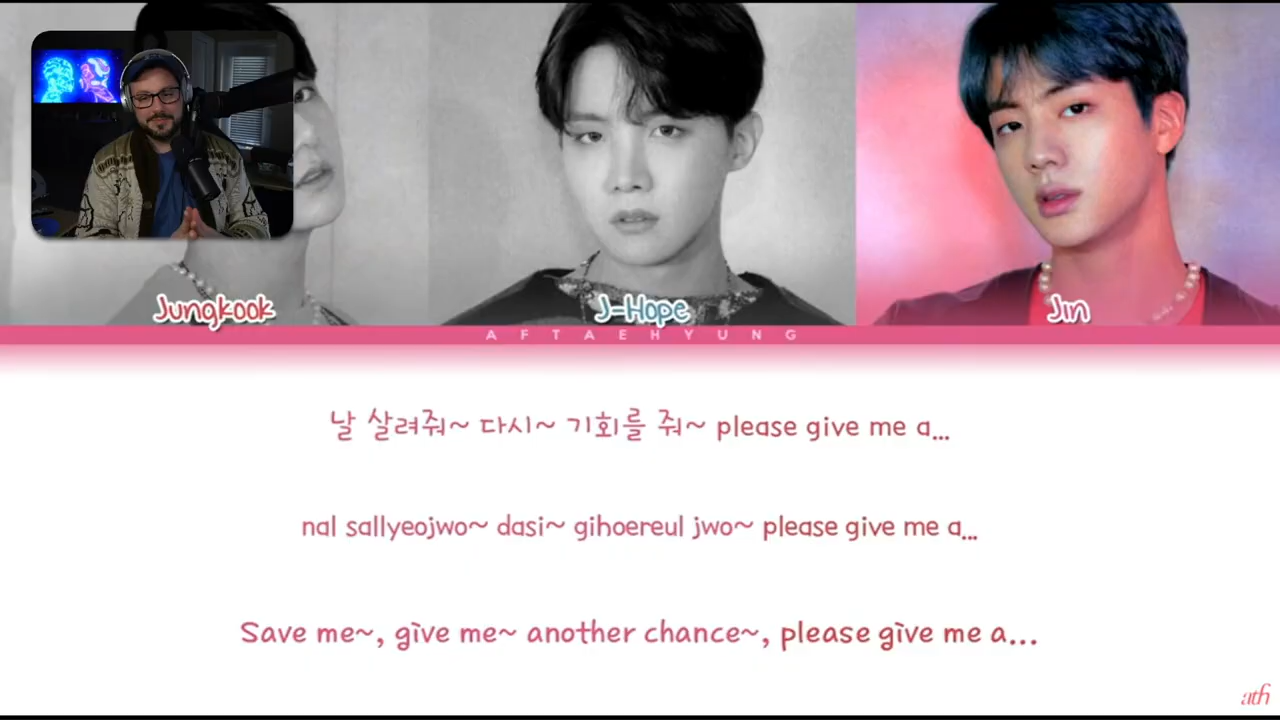 Jungkook
J-Hope
Jin
AFTAEHYUNG
날 살려줘~ 다시~ 기회를 줘~ please give me a...
nal sallyeojwo~ dasi~ gihoereul jwo~ please give me a...
Save me~, give me~ another chance~, please give me a...
ath